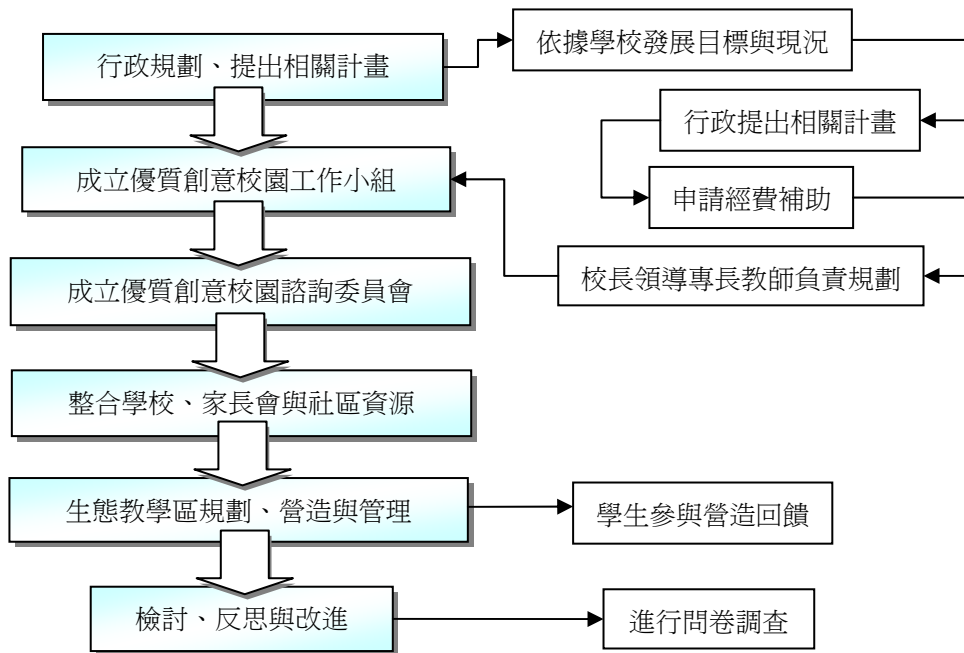 行政規劃、提出相關計畫
依據學校發展目標與現況
行政提出相關計畫
成立優質創意校園工作小組
申請經費補助
校長領導專長教師負責規劃
成立優質創意校園諮詢委員會
整合學校、家長會與社區資源
生態教學區規劃、營造與管理
學生參與營造回饋
檢討、反思與改進
進行問卷調查